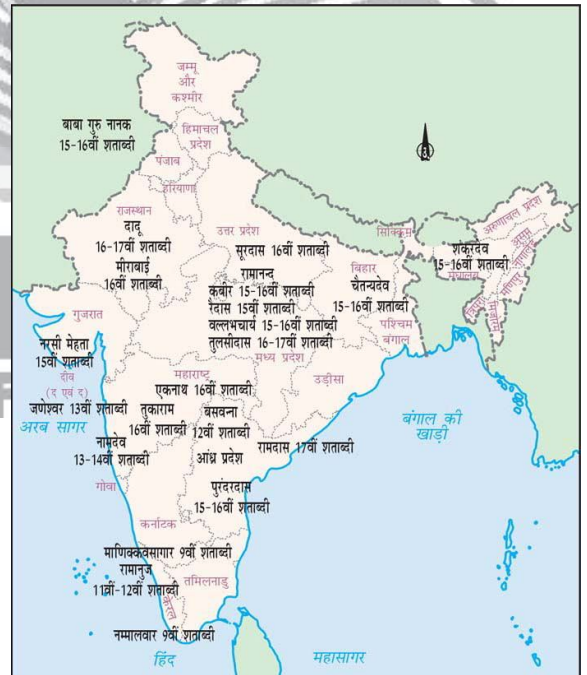 जम्मू
और
कश्मीर
बाबा गुरु नानक
15-16वीं शताब्दी
हिमाचल
प्रदेश
पंजाब
हरियाणा
राजस्थान
दादू
16-17वीं शताब्दी
मीराबाई
16वीं शताब्दी
उत्तर प्रदेश
सूरदास 16वीं शताब्दी
रामानन्द
कबीर 15-16वीं शताब्दी
रैदास 15वीं शताब्दी
वल्लभचार्य 15-16वीं शताब्दी
तुलसीदास 16-17वीं शताब्दी
सिक्किम
अरुणाचल प्रदेश
असम
नागालैंड
शंकरदेव
15-16वीं शताब्दी
मेघालय
मणिपुर
त्रिपुरा
मिजोरम
बिहार
चैतन्यदेव
15-16वीं शताब्दी
पश्चिम
बंगाल
गुजरात
नरसी मेहता
15वीं शताब्दी
दीव
(द एवं द)
मध्य प्रदेश
उड़ीसा
महाराष्ट्र
एकनाथ 16वीं शताब्दी
जणेश्वर 13वीं शताब्दी
तुकाराम
16वीं शताब्दी
बसवन्ना
12वीं शताब्दी
अरब सागर
बंगाल की
खाड़ी
नामदेव
13-14वीं शताब्दी
रामदास 17वीं शताब्दी
आंध्र प्रदेश
गोवा
पुरंदरदास
15-16वीं शताब्दी
कर्नाटक
माणिक्कवसागार 9वीं शताब्दी
रामानुज
11वीं-12वीं शताब्दी
तमिलनाडु
केरल
नम्मालवार 9वीं शताब्दी
हिंद
महासागर